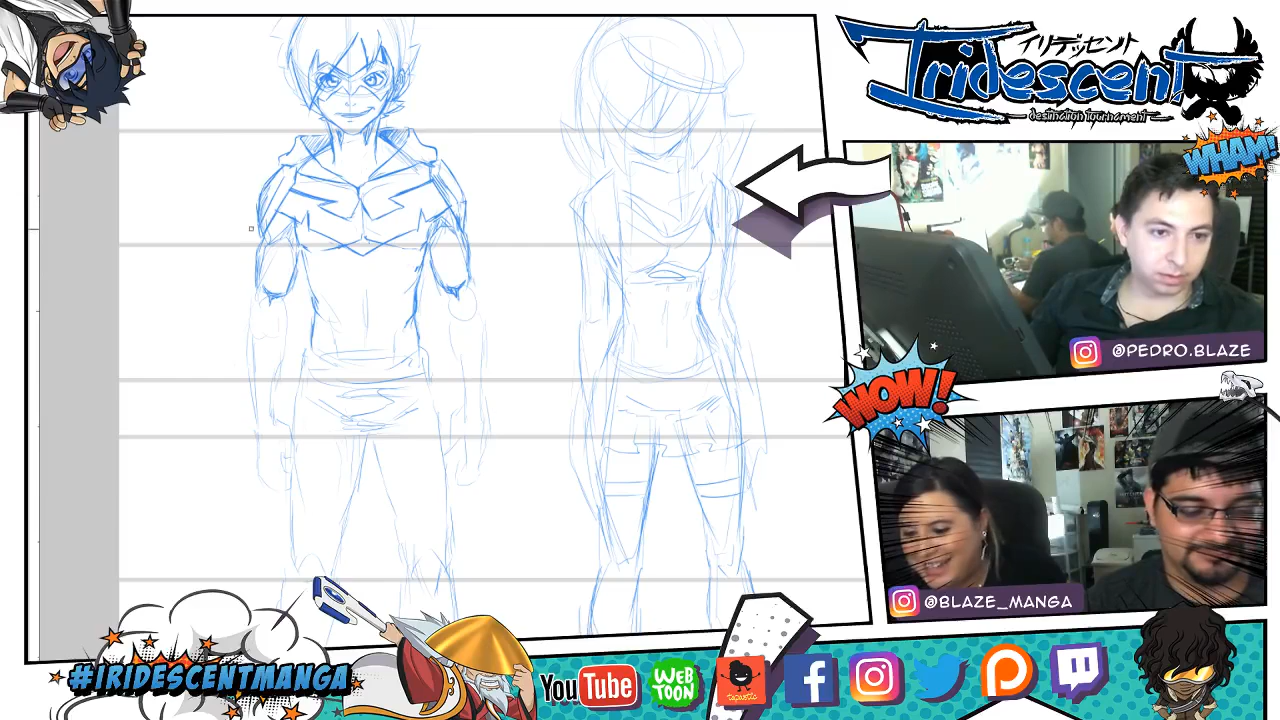 イリデッセント
Iridescent
destination tournament
WHAM!
@PEDRO.BLAZE
WOW!
@BLAZE_MANGA
#IRIDESCENTMANGA
YouTube
WEB
TOON
tapastic